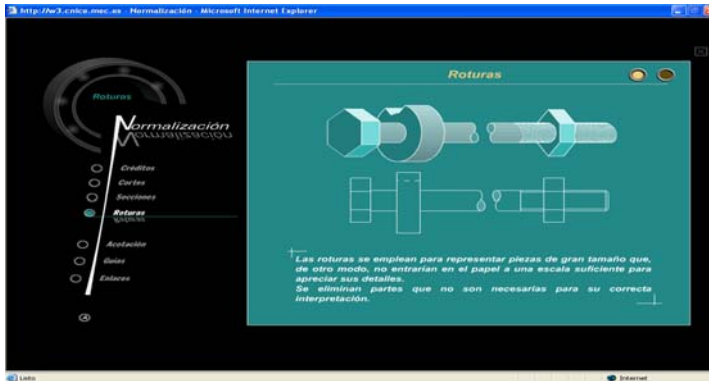 http://w3.cnice.mec.es - Normalización - Microsoft Internet Explorer
Roturas
Roturas
Normalización
Créditos
Cortes
Secciones
Roturas
Acotación
Guías
Enlaces
Las roturas se emplean para representar piezas de gran tamaño que,
de otro modo, no entrarían en el papel a una escala suficiente para
apreciar sus detalles.
Se eliminan partes que no son necesarias para su correcta
interpretación.
Listo
Internet